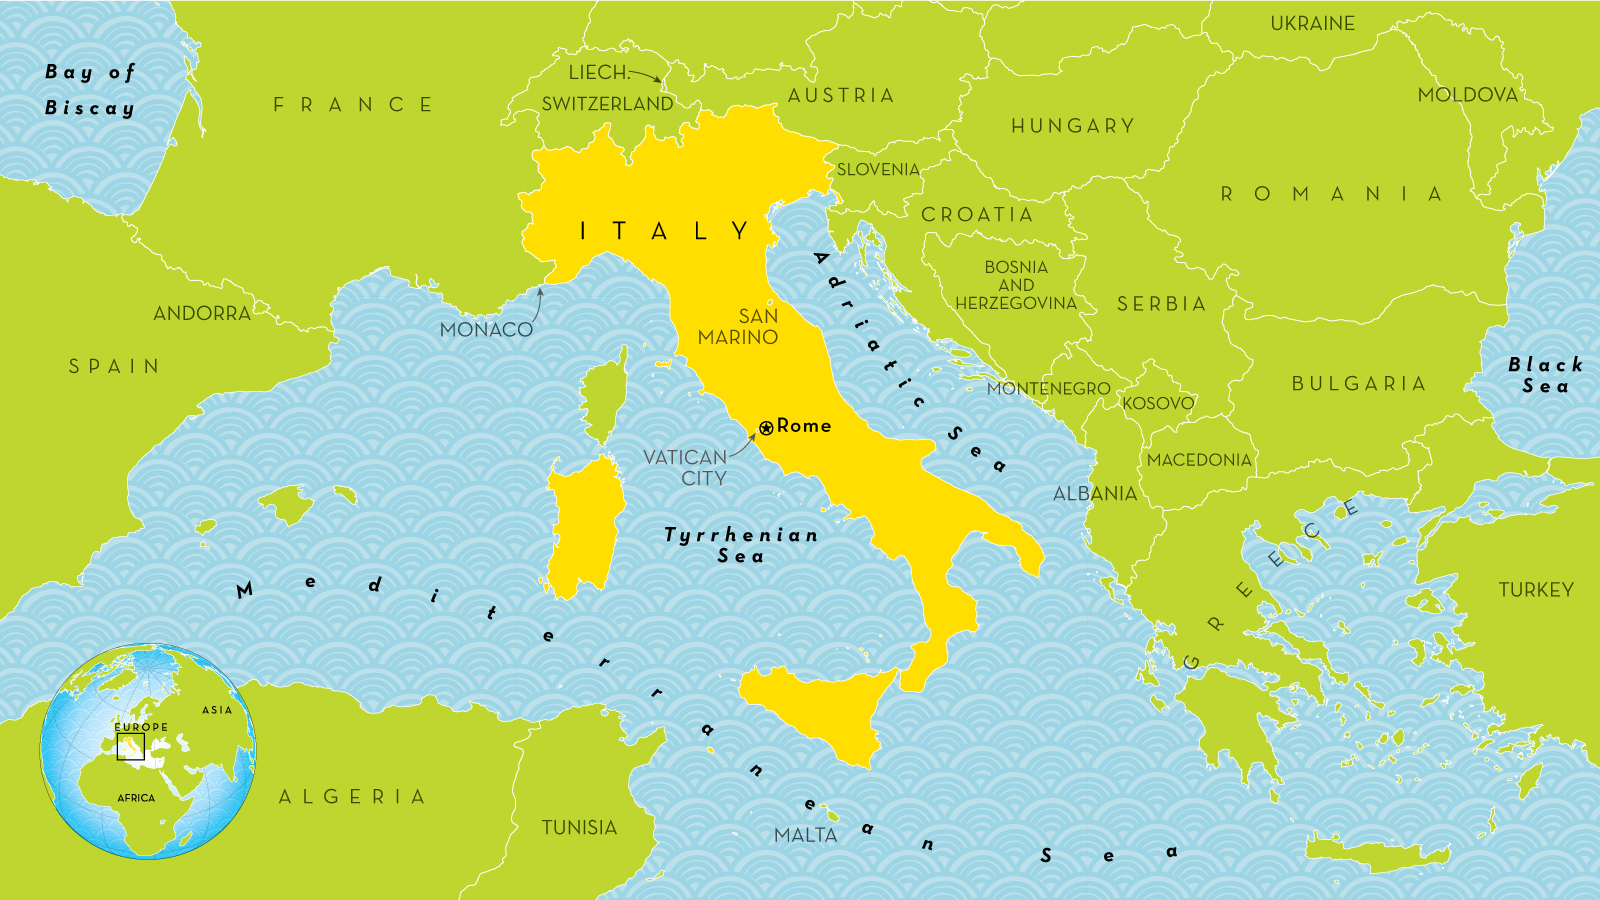 UKRAINE
Bay of
Biscay
LIECH.
FRANCE
SWITZERLAND
AUSTRIA
MOLDOVA
HUNGARY
SLOVENIA
ROMANIA
CROATIA
ITALY
Adriatic Sea
BOSNIA
AND
HERZEGOVINA
SERBIA
ANDORRA
MONACO
SAN
MARINO
SPAIN
Black
Sea
BULGARIA
MONTENEGRO
KOSOVO
Rome
VATICAN
CITY
MACEDONIA
ALBANIA
GREECE
Tyrrhenian
Sea
TURKEY
Mediterranean Sea
ASIA
EUROPE
AFRICA
ALGERIA
TUNISIA
MALTA